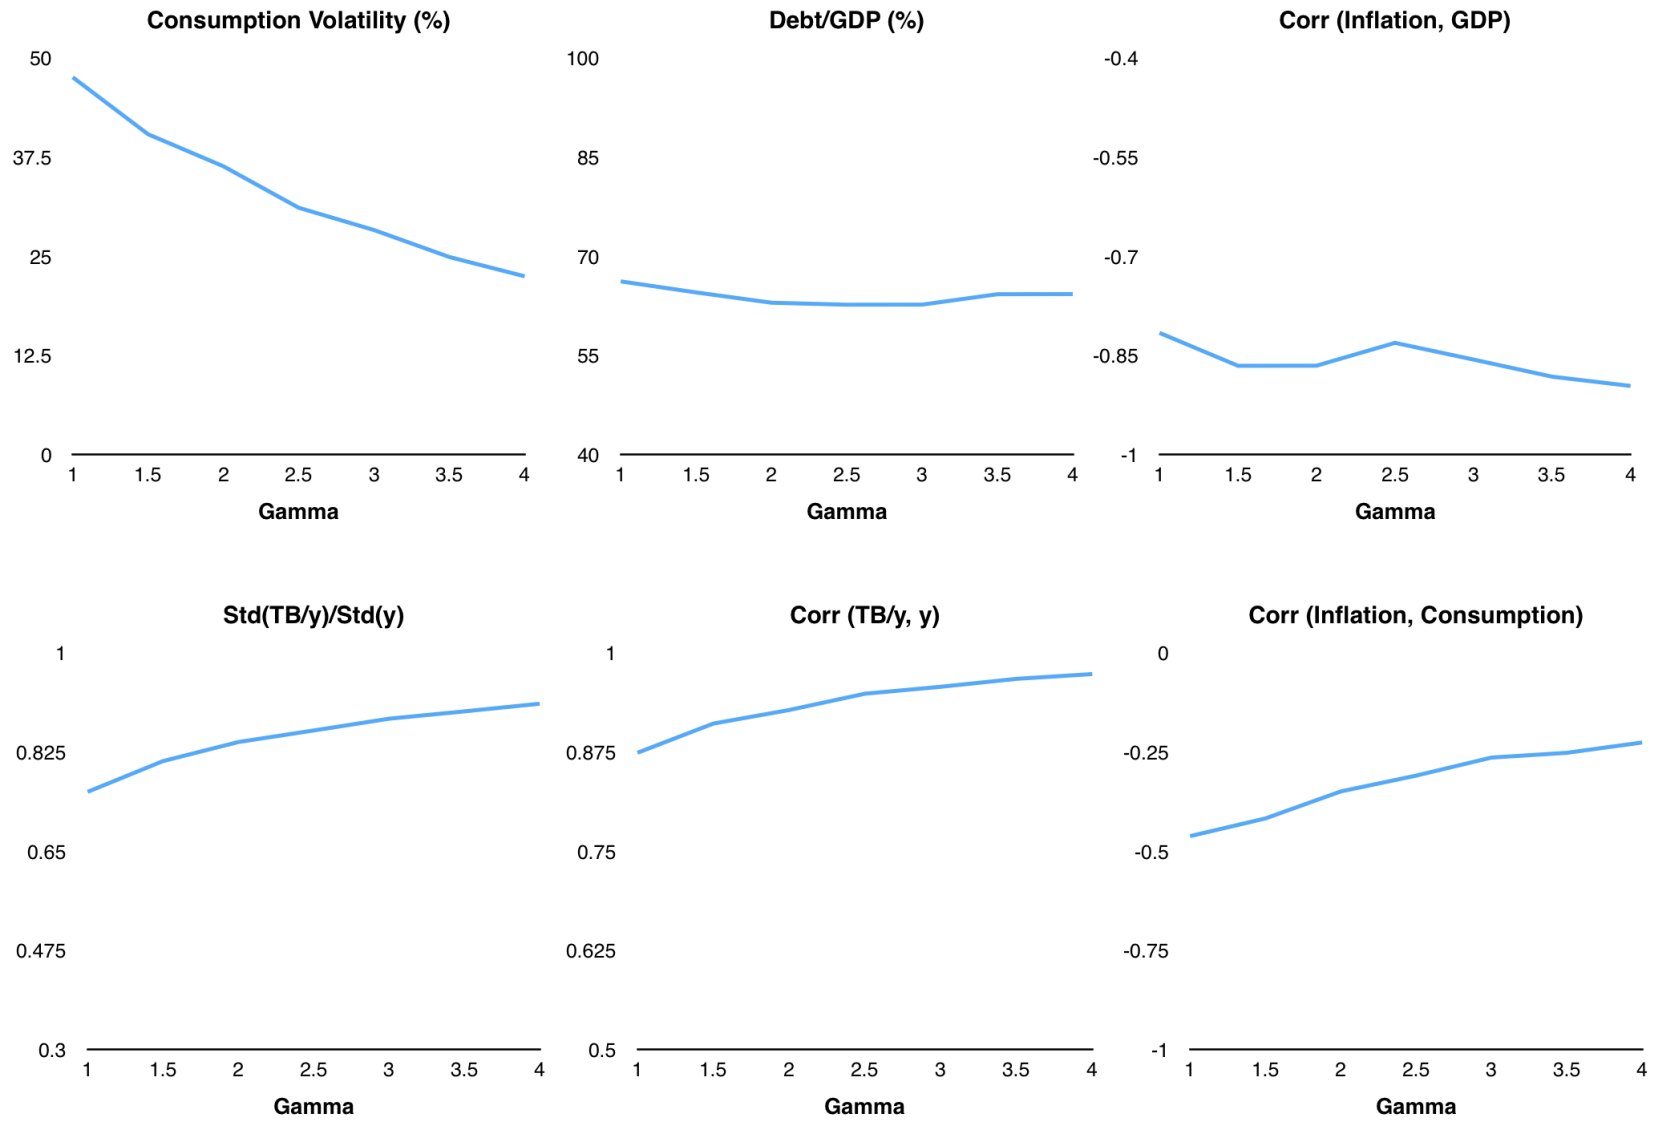 Consumption Volatility (%)
50
37.5
25
12.5
0
1 1.5 2 2.5 3 3.5 4
Gamma
Debt/GDP (%)
100
85
70
55
40
1 1.5 2 2.5 3 3.5 4
Gamma
Corr (Inflation, GDP)
-0.4
-0.55
-0.7
-0.85
-1
1 1.5 2 2.5 3 3.5 4
Gamma
Std(TB/y)/Std(y)
1
0.825
0.65
0.475
0.3
1 1.5 2 2.5 3 3.5 4
Gamma
Corr (TB/y, y)
1
0.875
0.75
0.625
0.5
1 1.5 2 2.5 3 3.5 4
Gamma
Corr (Inflation, Consumption)
0
-0.25
-0.5
-0.75
-1
1 1.5 2 2.5 3 3.5 4
Gamma